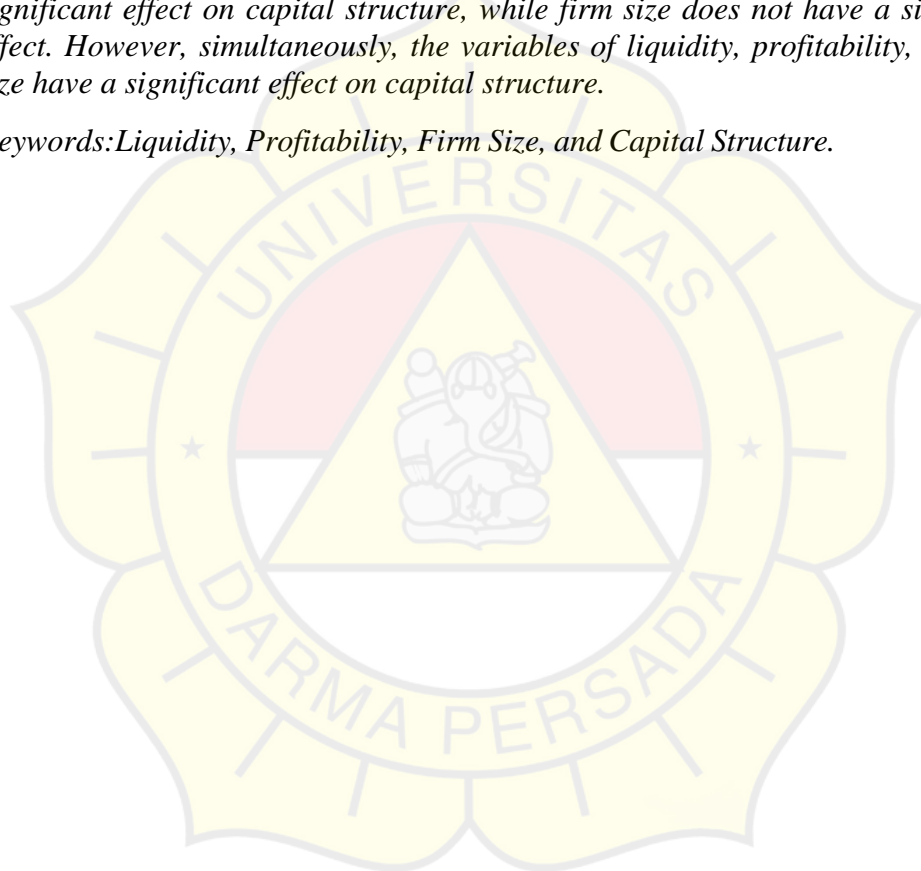 gnificant effect on capital structure, while firm size does not have a si
ffect. However, simultaneously, the variables of liquidity, profitability,
ze have a significant effect on capital structure.
eywords:Liquidity, Profitability, Firm Size, and Capital Structure.
UNIVERSITAS
DARMA PERSADA